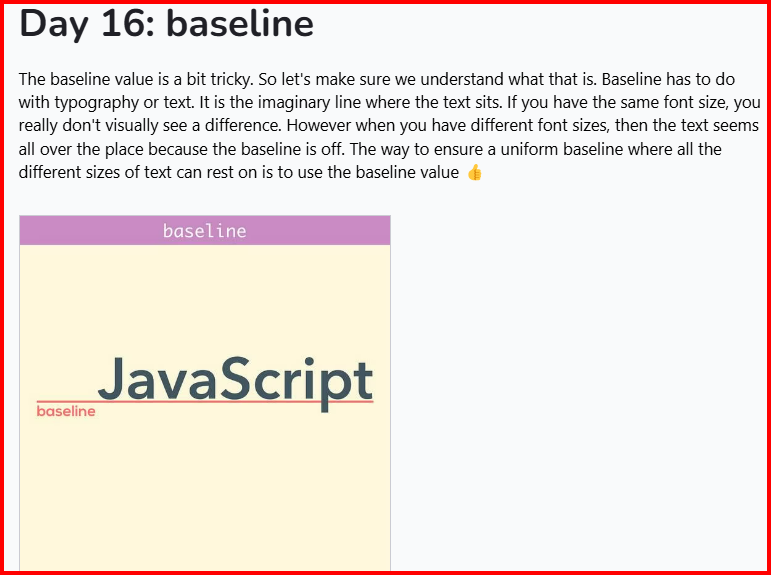 Day 16: baseline
The baseline value is a bit tricky. So let's make sure we understand what that is. Baseline has to do
with typography or text. It is the imaginary line where the text sits. If you have the same font size, you
really don't visually see a difference. However when you have different font sizes, then the text seems
all over the place because the baseline is off. The way to ensure a uniform baseline where all the
different sizes of text can rest on is to use the baseline value 👍
baseline
JavaScript
baseline